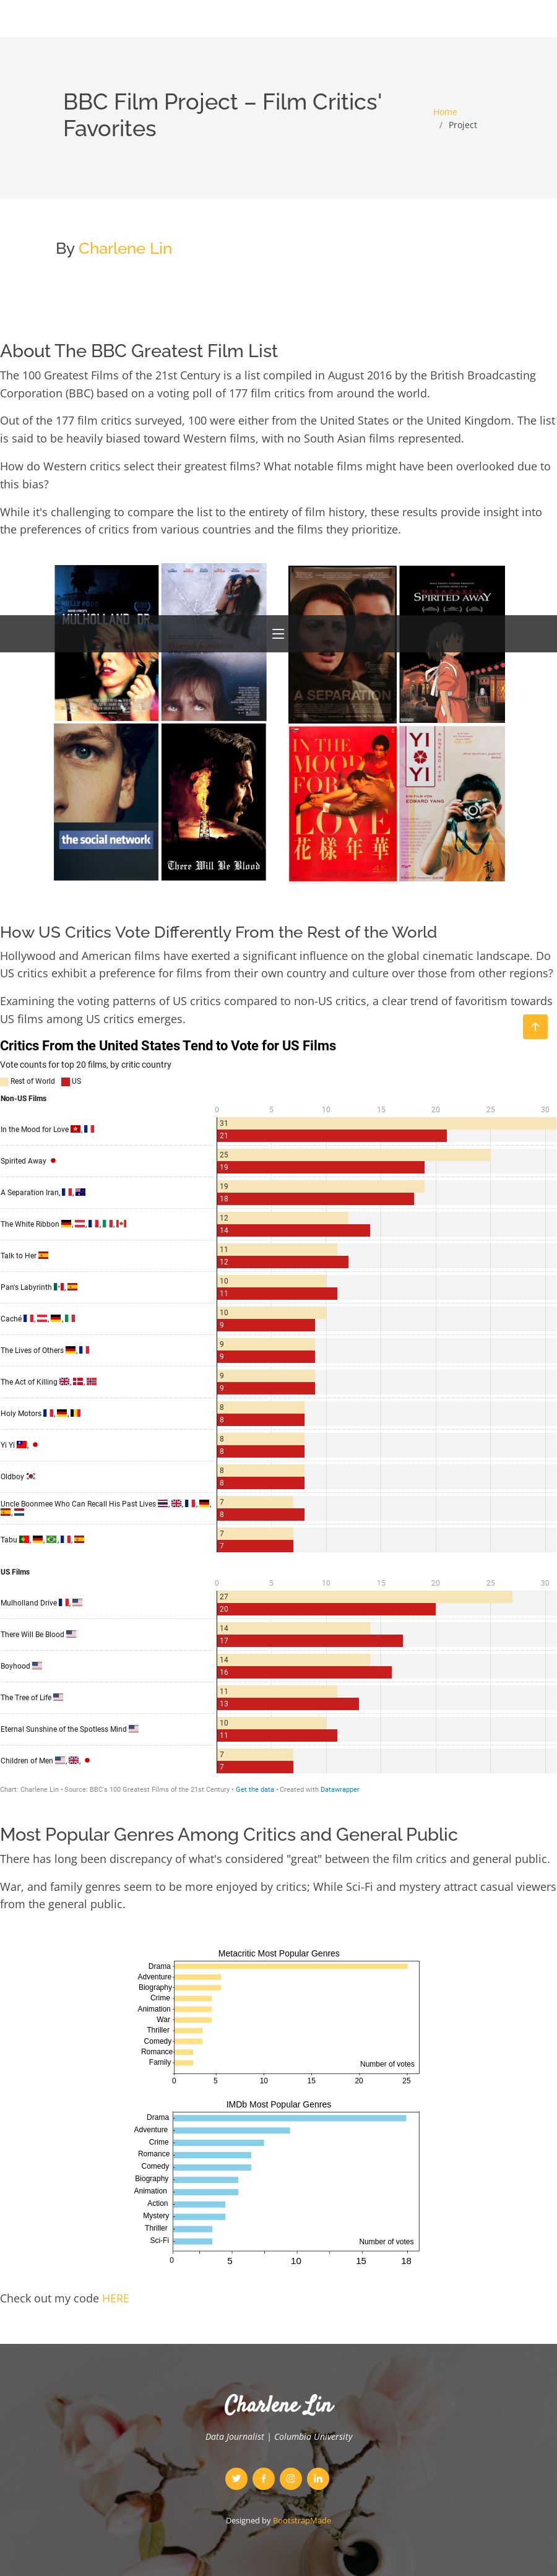 BBC Film Project – Film Critics'
Favorites
Home
/ Project
By Charlene Lin
About The BBC Greatest Film List
The 100 Greatest Films of the 21st Century is a list compiled in August 2016 by the British Broadcasting
Corporation (BBC) based on a voting poll of 177 film critics from around the world.
Out of the 177 film critics surveyed, 100 were either from the United States or the United Kingdom. The list
is said to be heavily biased toward Western films, with no South Asian films represented.
How do Western critics select their greatest films? What notable films might have been overlooked due to
this bias?
While it's challenging to compare the list to the entirety of film history, these results provide insight into
the preferences of critics from various countries and the films they prioritize.
MULHOLLAND DR.
A SEPARATION
SPIRITED AWAY
the social network
There Will Be Blood
IN THE
MOOD
FOR
LOVE
花樣年華
YI
YI
EIN FILM VON
EDWARD YANG
How US Critics Vote Differently From the Rest of the World
Hollywood and American films have exerted a significant influence on the global cinematic landscape. Do
US critics exhibit a preference for films from their own country and culture over those from other regions?
Examining the voting patterns of US critics compared to non-US critics, a clear trend of favoritism towards
US films among US critics emerges.
Critics From the United States Tend to Vote for US Films
Vote counts for top 20 films, by critic country
Rest of World US
Non-US Films
0 5 10 15 20 25 30
In the Mood for Love , 31
21
Spirited Away 25
19
A Separation Iran, , 19
18
The White Ribbon , , , , 12
14
Talk to Her 11
12
Pan's Labyrinth , 10
11
Caché , , , 10
9
The Lives of Others , 9
9
The Act of Killing , , 9
9
Holy Motors , , 8
8
Yi Yi , 8
8
Oldboy 8
8
Uncle Boonmee Who Can Recall His Past Lives , , , , 7
, 8
Tabu , , , , 7
7
US Films
0 5 10 15 20 25 30
Mulholland Drive , 27
20
There Will Be Blood 14
17
Boyhood 14
16
The Tree of Life 11
13
Eternal Sunshine of the Spotless Mind 10
11
Children of Men , , 7
7
Chart: Charlene Lin • Source: BBC's 100 Greatest Films of the 21st Century • Get the data • Created with Datawrapper
Most Popular Genres Among Critics and General Public
There has long been discrepancy of what's considered "great" between the film critics and general public.
War, and family genres seem to be more enjoyed by critics; While Sci-Fi and mystery attract casual viewers
from the general public.
Metacritic Most Popular Genres
Drama
Adventure
Biography
Crime
Animation
War
Thriller
Comedy
Romance
Family
Number of votes
0 5 10 15 20 25
IMDb Most Popular Genres
Drama
Adventure
Crime
Romance
Comedy
Biography
Animation
Action
Mystery
Thriller
Sci-Fi
Number of votes
0 5 10 15 18
Check out my code HERE
Charlene Lin
Data Journalist | Columbia University
Designed by BootstrapMade